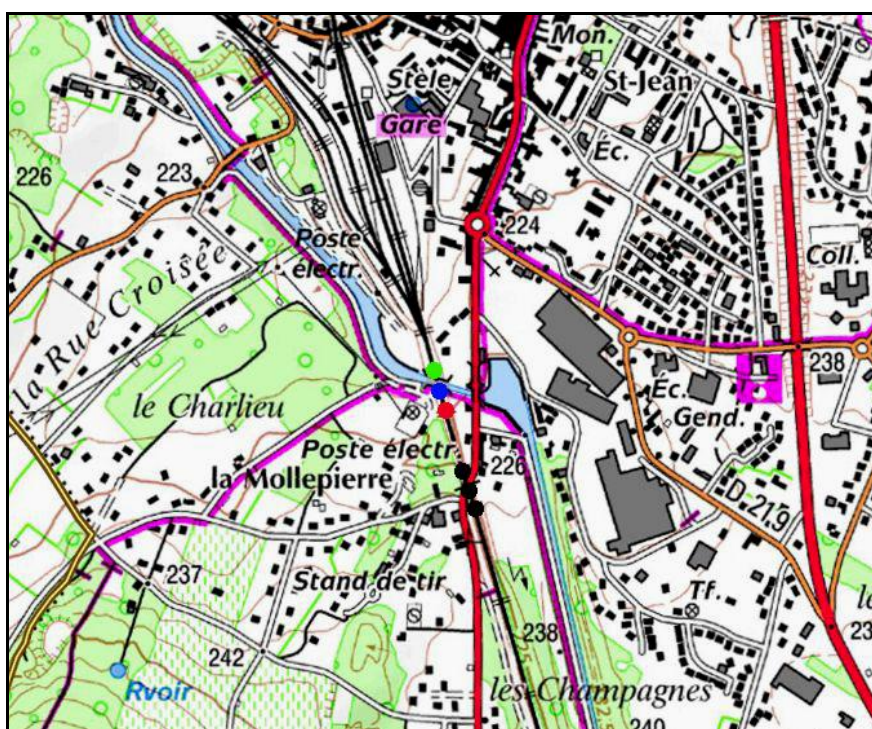 Mon.
Stèle
St-Jean
Gare
Éc.
226
223
224
Poste
électr.
Coll.
la Rue Croisée
238
le Charlieu
Éc.
Gend.
Poste électr.
226
la Mollepierre
D 219
237
Stand de tir
Tf.
238
242
les Champagnes
Rvoir